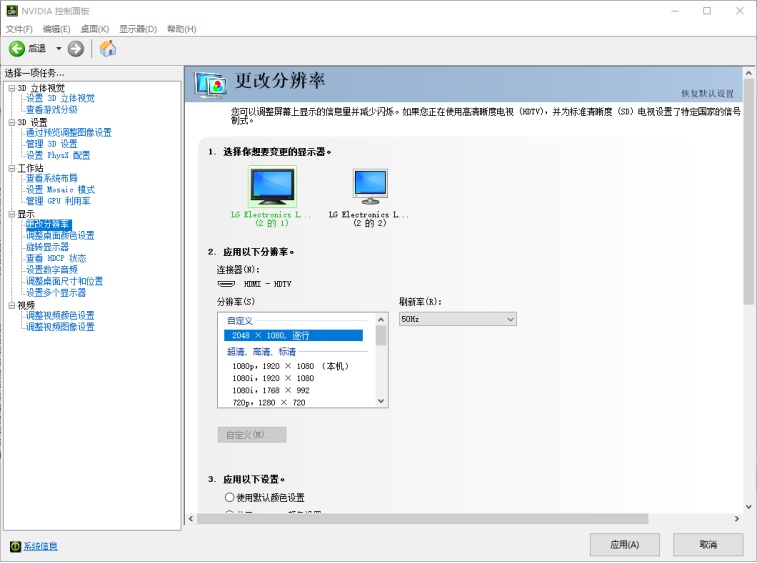 NVIDIA 控制面板
文件(F) 编辑(E) 桌面(K) 显示器(D) 帮助(H)
后退
选择一项任务...
3D 立体视觉
设置 3D 立体视觉
查看游戏分级
3D 设置
通过预览调整图像设置
管理 3D 设置
设置 PhysX 配置
工作站
查看系统布局
设置 Mosaic 模式
管理 GPU 利用率
显示
更改分辨率
调整桌面颜色设置
旋转显示器
查看 HDCP 状态
设置数字音频
调整桌面尺寸和位置
设置多个显示器
视频
调整视频颜色设置
调整视频图像设置
系统信息
更改分辨率
恢复默认设置
您可以调整屏幕上显示的信息量并减少闪烁。如果您正在使用高清晰度电视 (HDTV)，并为标准清晰度 (SD) 电视设置了特定国家的信号
制式。
1. 选择你想要变更的显示器。
LG Electronics L... LG Electronics L...
(2 的 1) (2 的 2)
2. 应用以下分辨率。
连接器(N)：
HDMI - HDTV
分辨率(S) 刷新率(R)：
自定义 50Hz
2048 × 1080, 逐行
超清、高清、标清
1080p, 1920 × 1080 (本机)
1080i, 1920 × 1080
1080i, 1768 × 992
720p, 1280 × 720
自定义(M)...
3. 应用以下设置。
使用默认颜色设置
应用(A) 取消